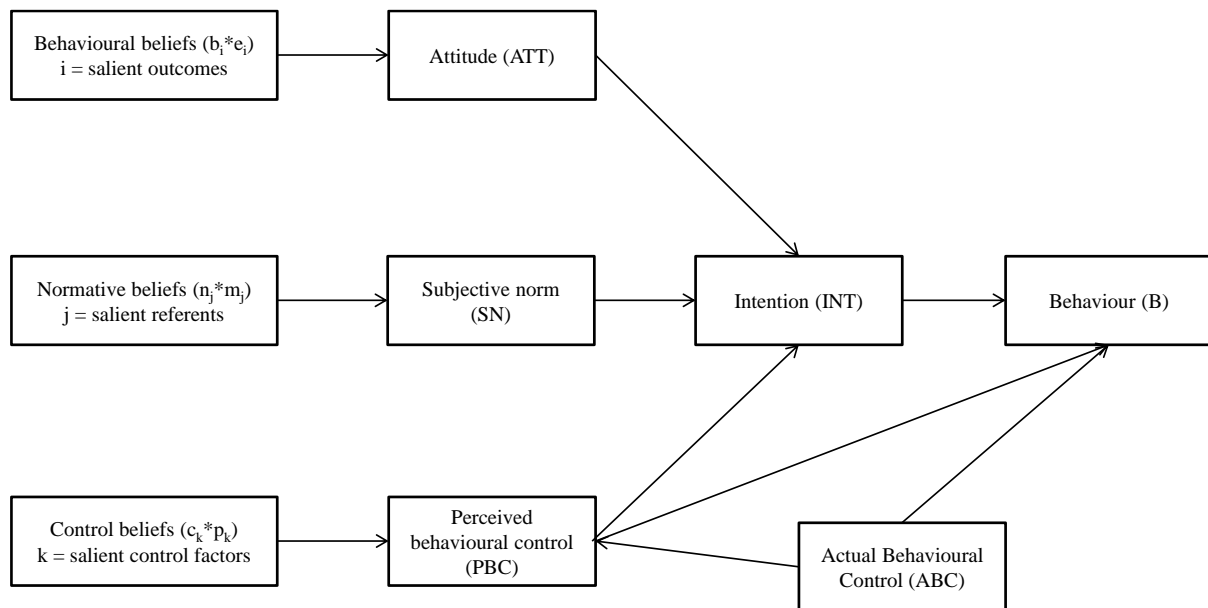 Behavioural beliefs (bᵢ*eᵢ)
i = salient outcomes
Attitude (ATT)
Normative beliefs (nⱼ*mⱼ)
j = salient referents
Subjective norm
(SN)
Intention (INT)
Behaviour (B)
Control beliefs (cₖ*pₖ)
k = salient control factors
Perceived
behavioural control
(PBC)
Actual Behavioural
Control (ABC)